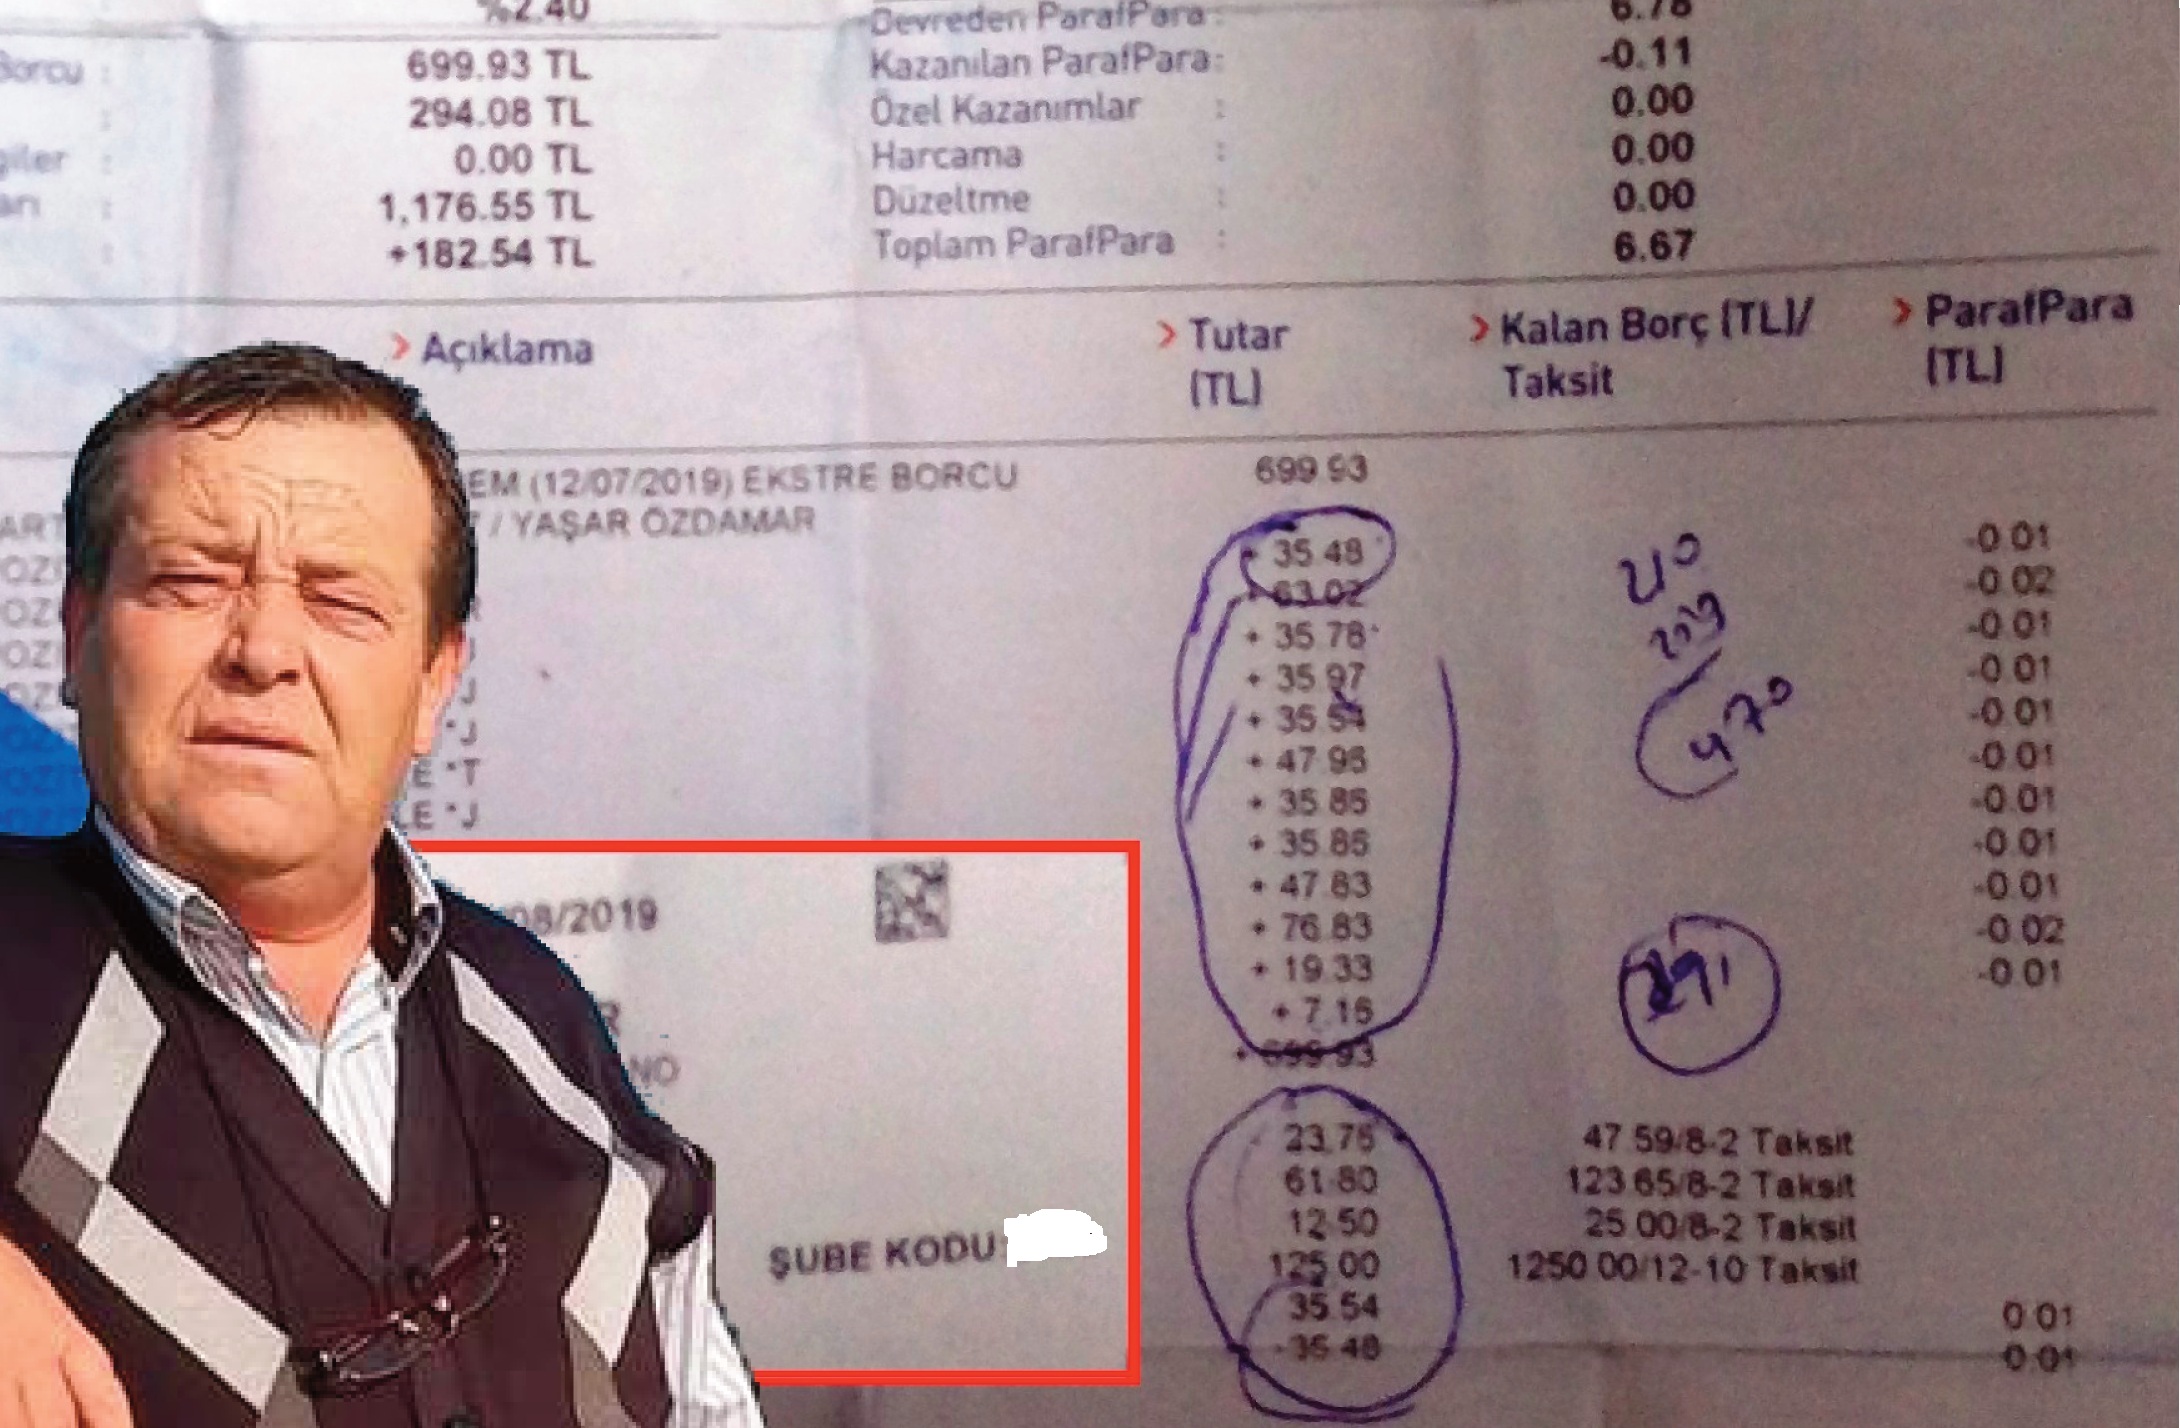 %2.40
Devreden ParafPara : 6.78
Borcu : 699.93 TL
Kazanılan ParafPara: -0.11
: 294.08 TL
Özel Kazanımlar : 0.00
giler : 0.00 TL
Harcama : 0.00
arı : 1,176.55 TL
Düzeltme : 0.00
: +182.54 TL
Toplam ParafPara : 6.67
> Açıklama > Tutar (TL) > Kalan Borç (TL)/ Taksit > ParafPara (TL)
EM (12/07/2019) EKSTRE BORCU 699.93
ART / YAŞAR ÖZDAMAR
+ 35.48 -0.01
+ 63.02 -0.02
+ 35.78 -0.01
+ 35.97 -0.01
+ 35.54 -0.01
+ 47.95 -0.01
+ 35.85 -0.01
+ 35.85 -0.01
+ 47.83 -0.01
+ 76.83 -0.02
+ 19.33 -0.01
+ 7.16
+ 699.93
470
E *T
LE *J
08/2019
R
NO
ŞUBE KODU:
23.75 47.59/8-2 Taksit
61.80 123.65/8-2 Taksit
12.50 25.00/8-2 Taksit
125.00 1250.00/12-10 Taksit
35.54 0.01
-35.48 0.01